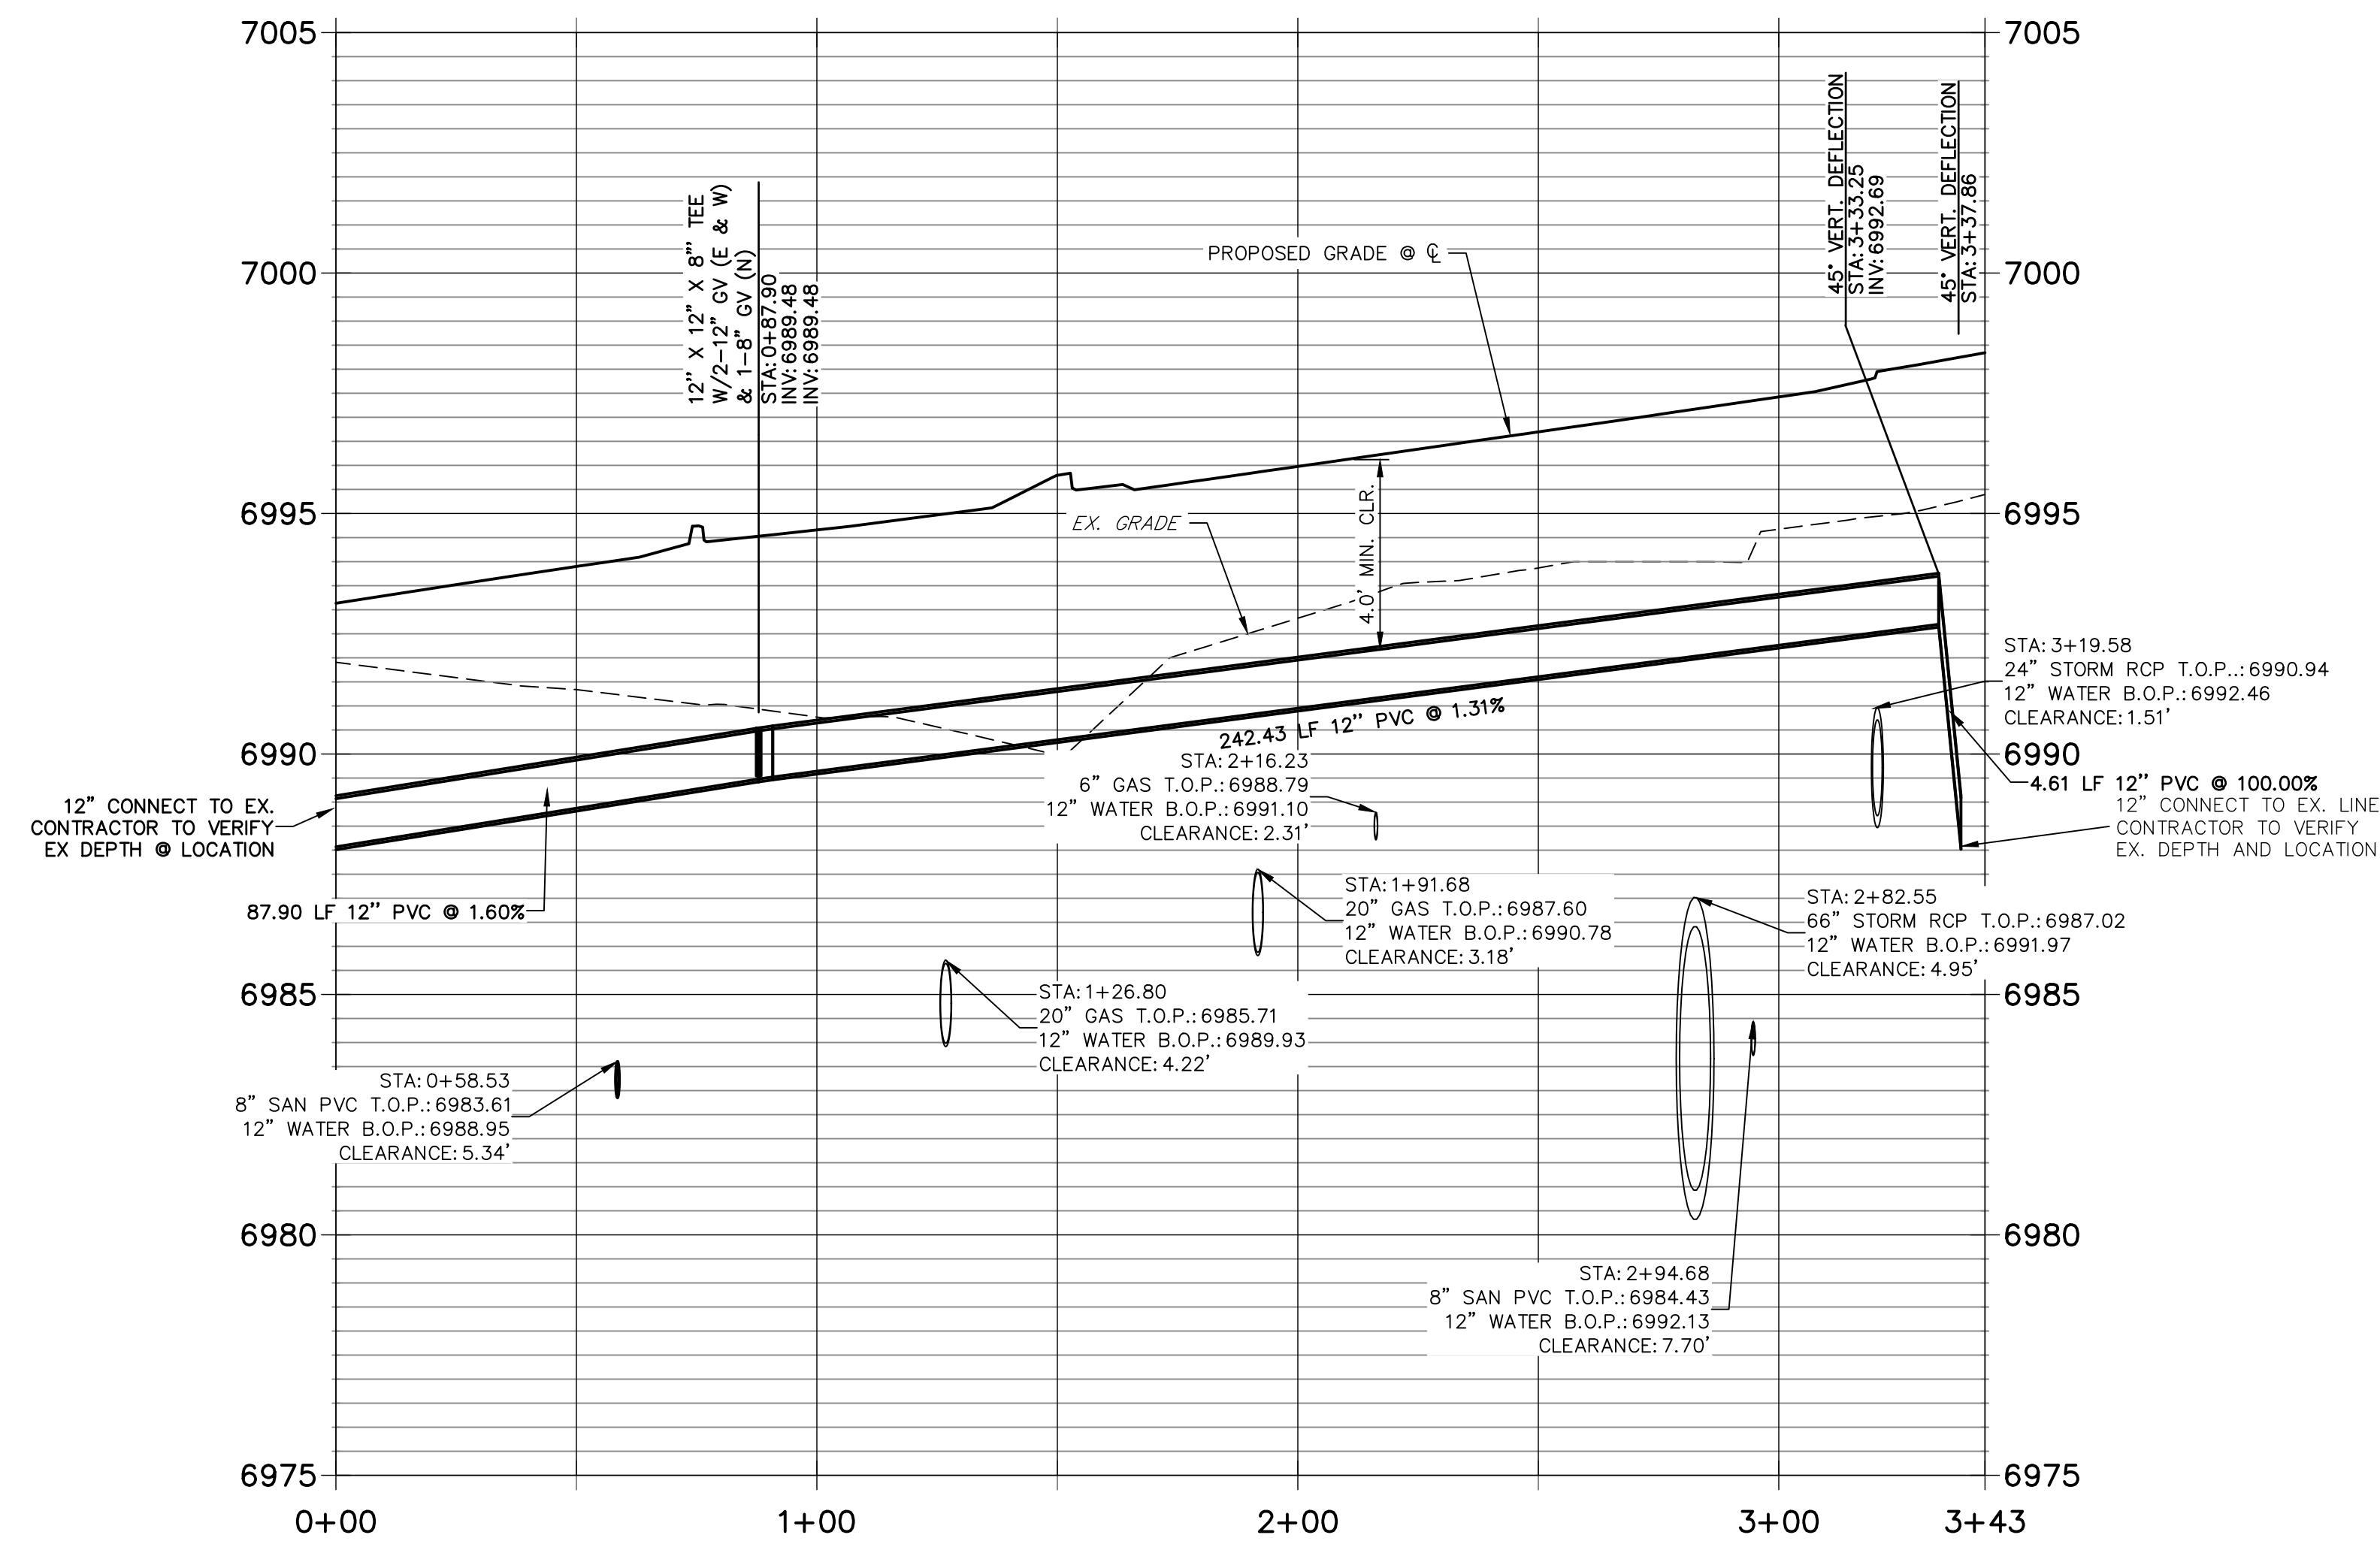 7005
7005
45° VERT. DEFLECTION
STA: 3+33.25
INV: 6992.69
45° VERT. DEFLECTION
STA: 3+37.86
12” X 12” X 8”” TEE
W/2-12” GV (E & W)
& 1-8” GV (N)
STA: 0+87.90
INV: 6989.48
INV: 6989.48
PROPOSED GRADE @ ℄
7000
7000
6995
6995
EX. GRADE
4.0’ MIN. CLR.
STA: 3+19.58
24” STORM RCP T.O.P..: 6990.94
12” WATER B.O.P.: 6992.46
CLEARANCE: 1.51’
242.43 LF 12’’ PVC @ 1.31%
6990
6990
STA: 2+16.23
6” GAS T.O.P.: 6988.79
12” WATER B.O.P.: 6991.10
CLEARANCE: 2.31’
4.61 LF 12’’ PVC @ 100.00%
12” CONNECT TO EX. LINE
CONTRACTOR TO VERIFY
EX. DEPTH AND LOCATION
12” CONNECT TO EX.
CONTRACTOR TO VERIFY
EX DEPTH @ LOCATION
87.90 LF 12’’ PVC @ 1.60%
STA: 1+91.68
20” GAS T.O.P.: 6987.60
12” WATER B.O.P.: 6990.78
CLEARANCE: 3.18’
STA: 2+82.55
66” STORM RCP T.O.P.: 6987.02
12” WATER B.O.P.: 6991.97
CLEARANCE: 4.95’
6985
6985
STA: 1+26.80
20” GAS T.O.P.: 6985.71
12” WATER B.O.P.: 6989.93
CLEARANCE: 4.22’
STA: 0+58.53
8” SAN PVC T.O.P.: 6983.61
12” WATER B.O.P.: 6988.95
CLEARANCE: 5.34’
6980
6980
STA: 2+94.68
8” SAN PVC T.O.P.: 6984.43
12” WATER B.O.P.: 6992.13
CLEARANCE: 7.70’
6975
6975
0+00
1+00
2+00
3+00
3+43